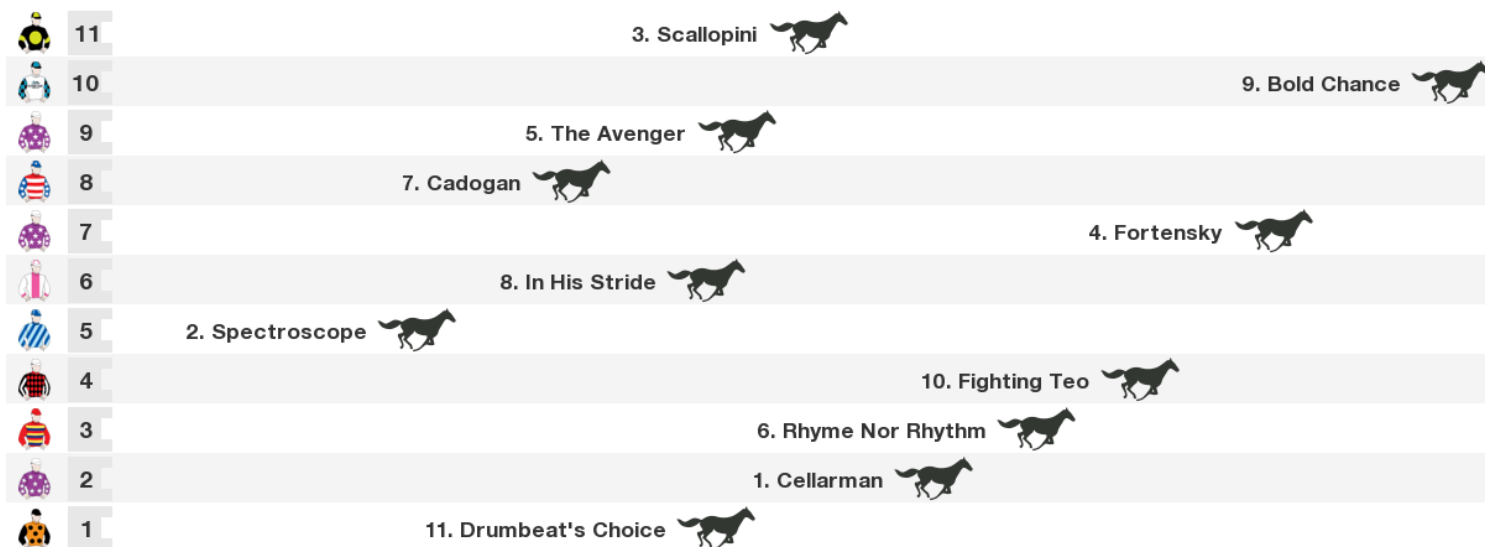 11 3. Scallopini
10 9. Bold Chance
9 5. The Avenger
8 7. Cadogan
7 4. Fortensky
6 8. In His Stride
5 2. Spectroscope
4 10. Fighting Teo
3 6. Rhyme Nor Rhythm
2 1. Cellarman
1 11. Drumbeat's Choice